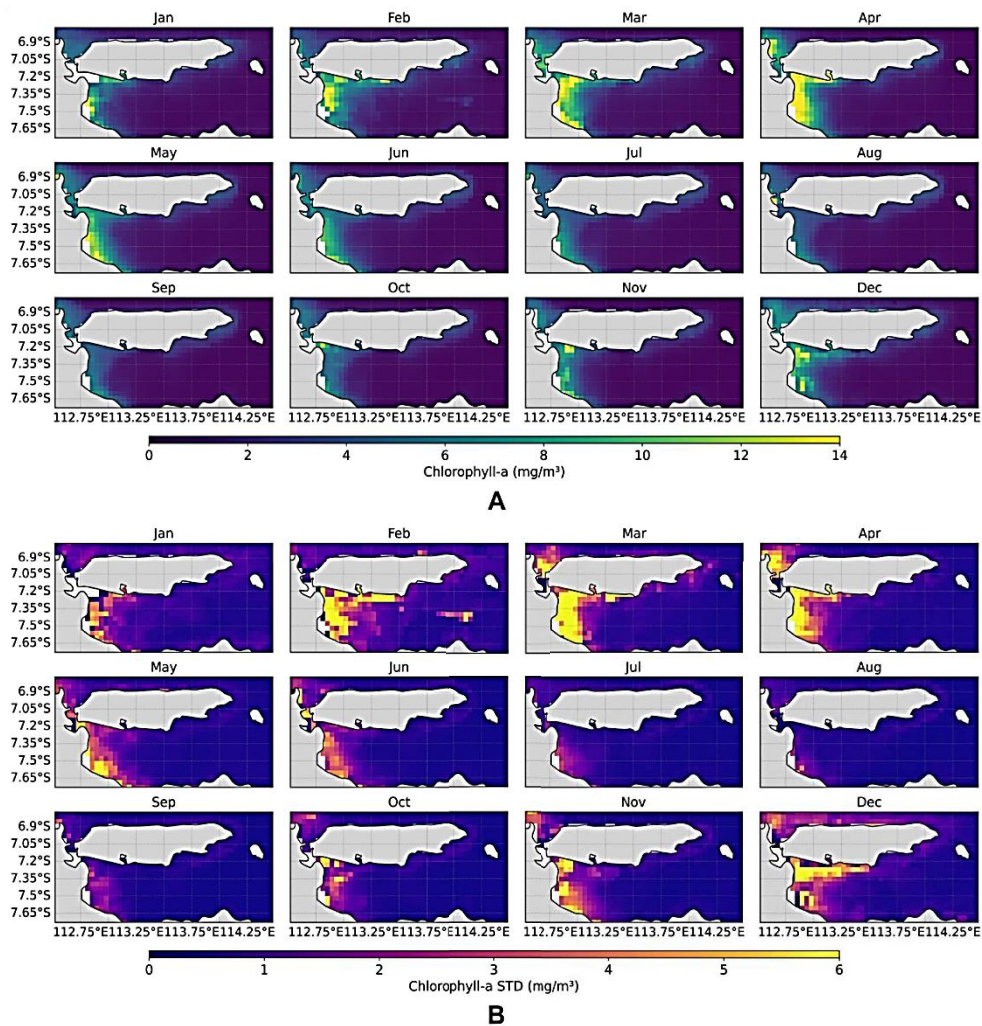 Jan Feb Mar Apr
6.9°S
7.05°S
7.2°S
7.35°S
7.5°S
7.65°S
May Jun Jul Aug
6.9°S
7.05°S
7.2°S
7.35°S
7.5°S
7.65°S
Sep Oct Nov Dec
6.9°S
7.05°S
7.2°S
7.35°S
7.5°S
7.65°S
112.75°E113.25°E113.75°E114.25°E 112.75°E113.25°E113.75°E114.25°E 112.75°E113.25°E113.75°E114.25°E 112.75°E113.25°E113.75°E114.25°E
0 2 4 6 8 10 12 14
Chlorophyll-a (mg/m³)
A
Jan Feb Mar Apr
6.9°S
7.05°S
7.2°S
7.35°S
7.5°S
7.65°S
May Jun Jul Aug
6.9°S
7.05°S
7.2°S
7.35°S
7.5°S
7.65°S
Sep Oct Nov Dec
6.9°S
7.05°S
7.2°S
7.35°S
7.5°S
7.65°S
112.75°E113.25°E113.75°E114.25°E 112.75°E113.25°E113.75°E114.25°E 112.75°E113.25°E113.75°E114.25°E 112.75°E113.25°E113.75°E114.25°E
0 1 2 3 4 5 6
Chlorophyll-a STD (mg/m³)
B